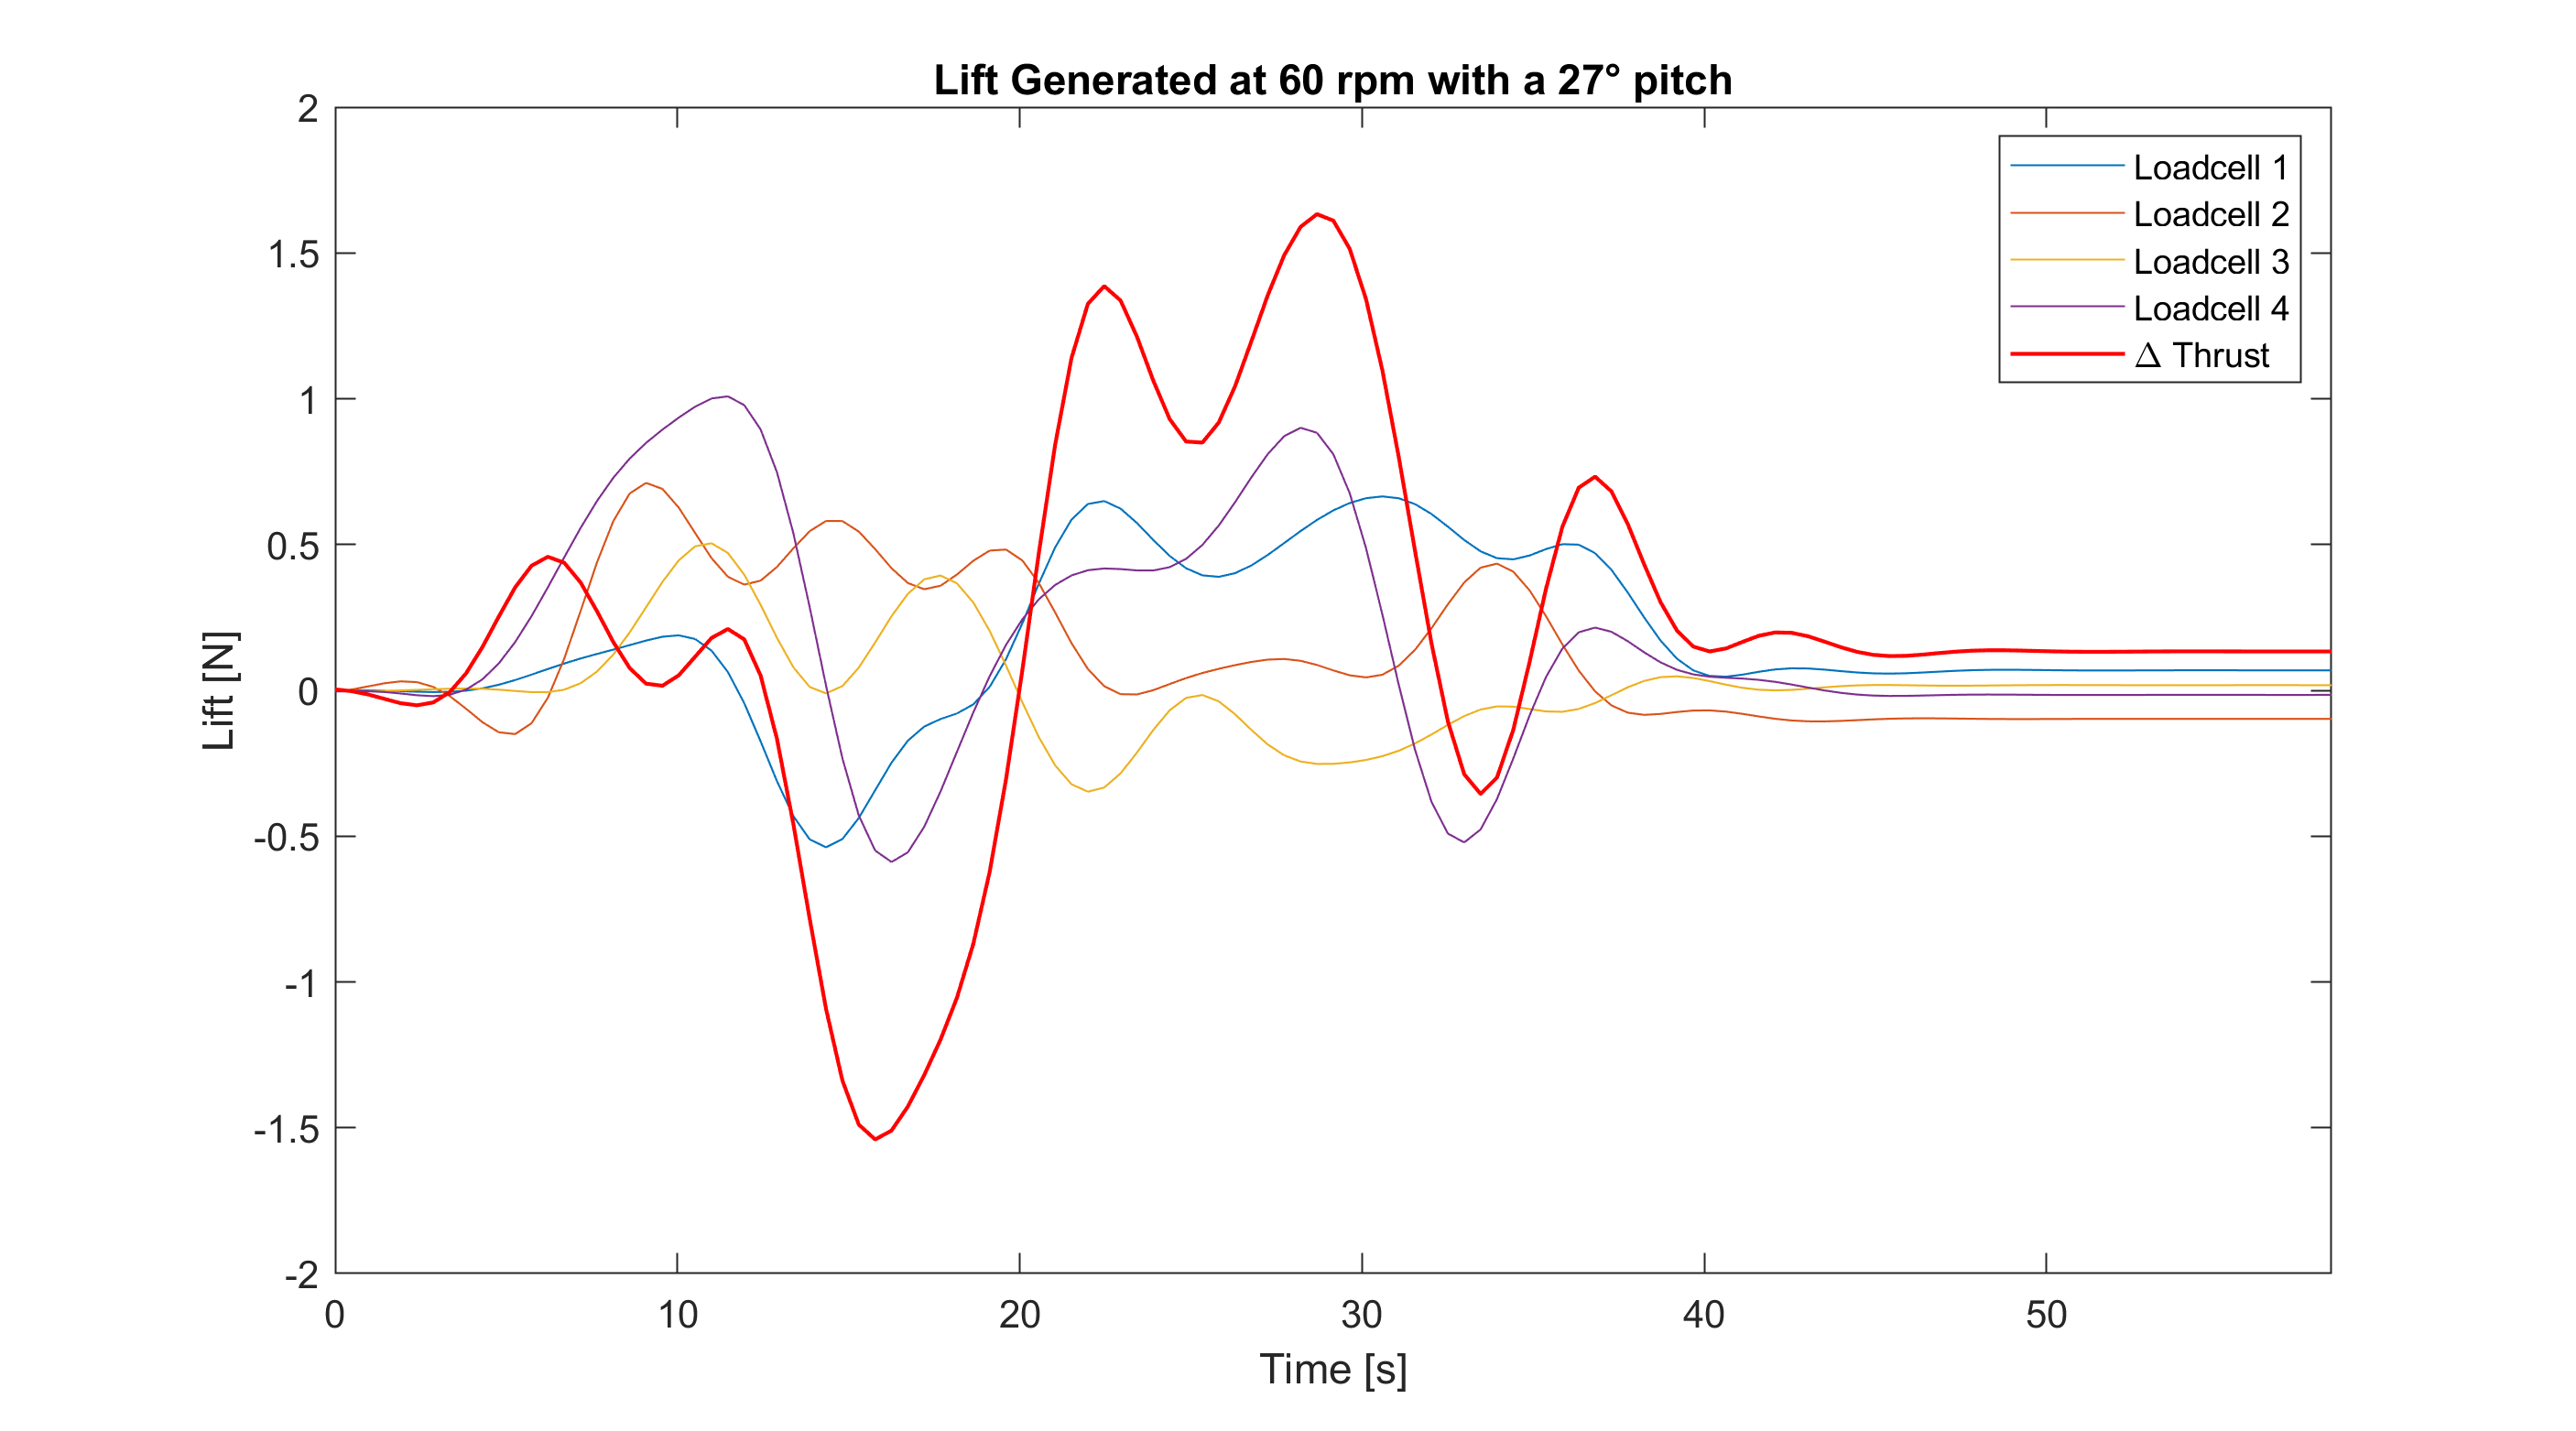 Lift Generated at 60 rpm with a 27° pitch
2
1.5
1
0.5
0
-0.5
-1
-1.5
-2
Lift [N]
0 10 20 30 40 50
Time [s]
Loadcell 1
Loadcell 2
Loadcell 3
Loadcell 4
Δ Thrust